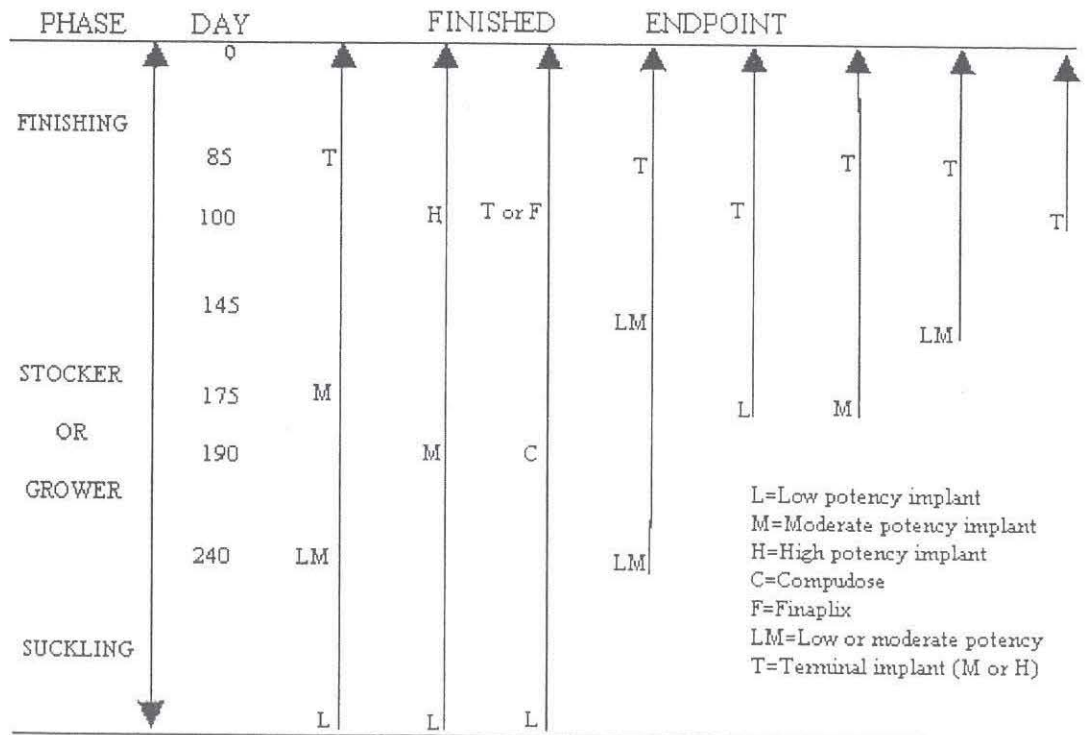 PHASE DAY FINISHED ENDPOINT
0
FINISHING
85 T T T T
100 H T or F T T
145 LM LM
STOCKER
175 M L M
OR
190 M C
GROWER
240 LM LM
SUCKLING
L L L
L=Low potency implant
M=Moderate potency implant
H=High potency implant
C=Compudose
F=Finaplix
LM=Low or moderate potency
T=Terminal implant (M or H)